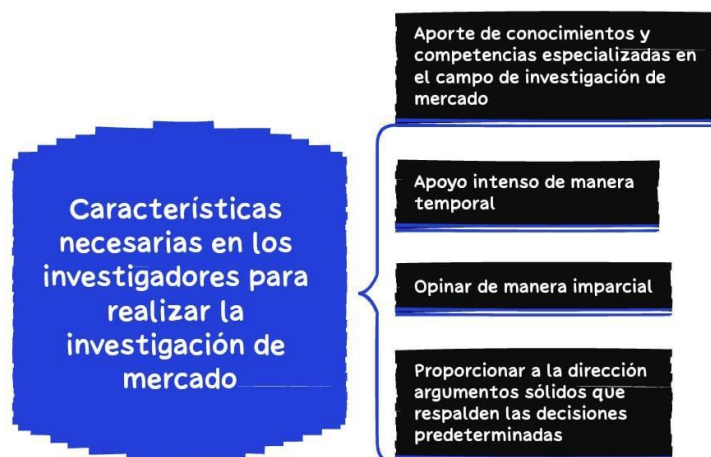 Características
necesarias en los
investigadores para
realizar la
investigación de
mercado
Aporte de conocimientos y
competencias especializadas en
el campo de investigación de
mercado
Apoyo intenso de manera
temporal
Opinar de manera imparcial
Proporcionar a la dirección
argumentos sólidos que
respalden las decisiones
predeterminadas